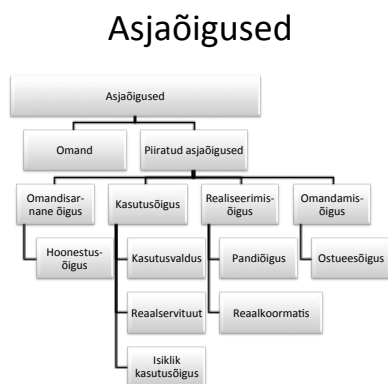 Asjaõigused
Asjaõigused
Omand
Piiratud asjaõigused
Omandisar-
nane õigus
Kasutusõigus
Realiseerimis-
õigus
Omandamis-
õigus
Hoonestus-
õigus
Kasutusvaldus
Pandiõigus
Ostueesõigus
Reaalservituut
Reaalkoormatis
Isiklik
kasutusõigus